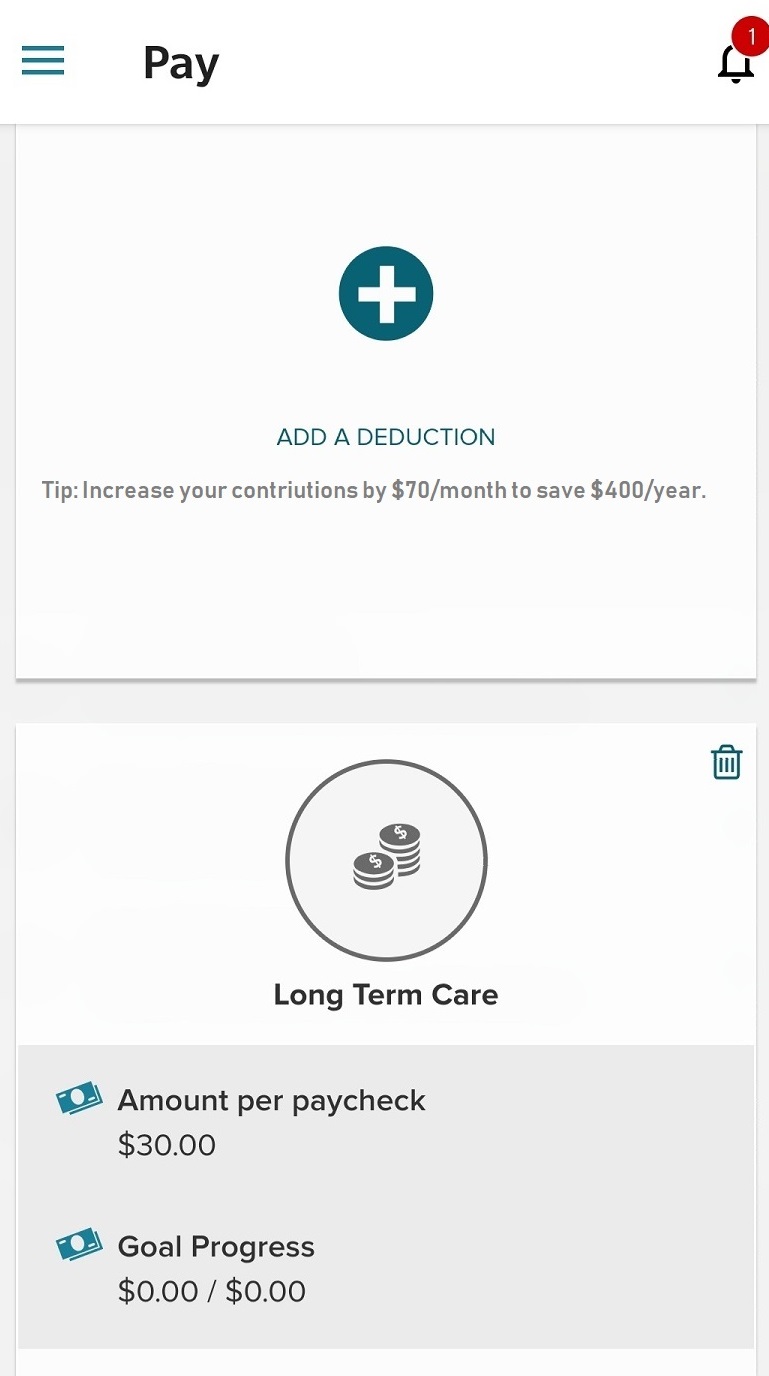 Pay
1
ADD A DEDUCTION
Tip: Increase your contriutions by $70/month to save $400/year.
$
$
Long Term Care
Amount per paycheck
$30.00
Goal Progress
$0.00 / $0.00